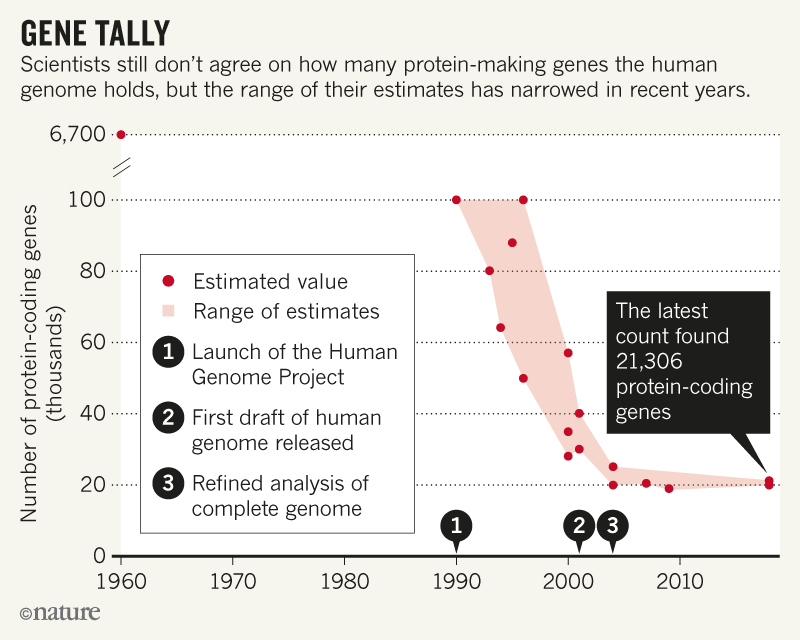 GENE TALLY
Scientists still don’t agree on how many protein-making genes the human
genome holds, but the range of their estimates has narrowed in recent years.
6,700
100
80
60
40
20
0
Number of protein-coding genes
(thousands)
Estimated value
Range of estimates
1 Launch of the Human
Genome Project
2 First draft of human
genome released
3 Refined analysis of
complete genome
The latest
count found
21,306
protein-coding
genes
1 2 3
1960 1970 1980 1990 2000 2010
©nature